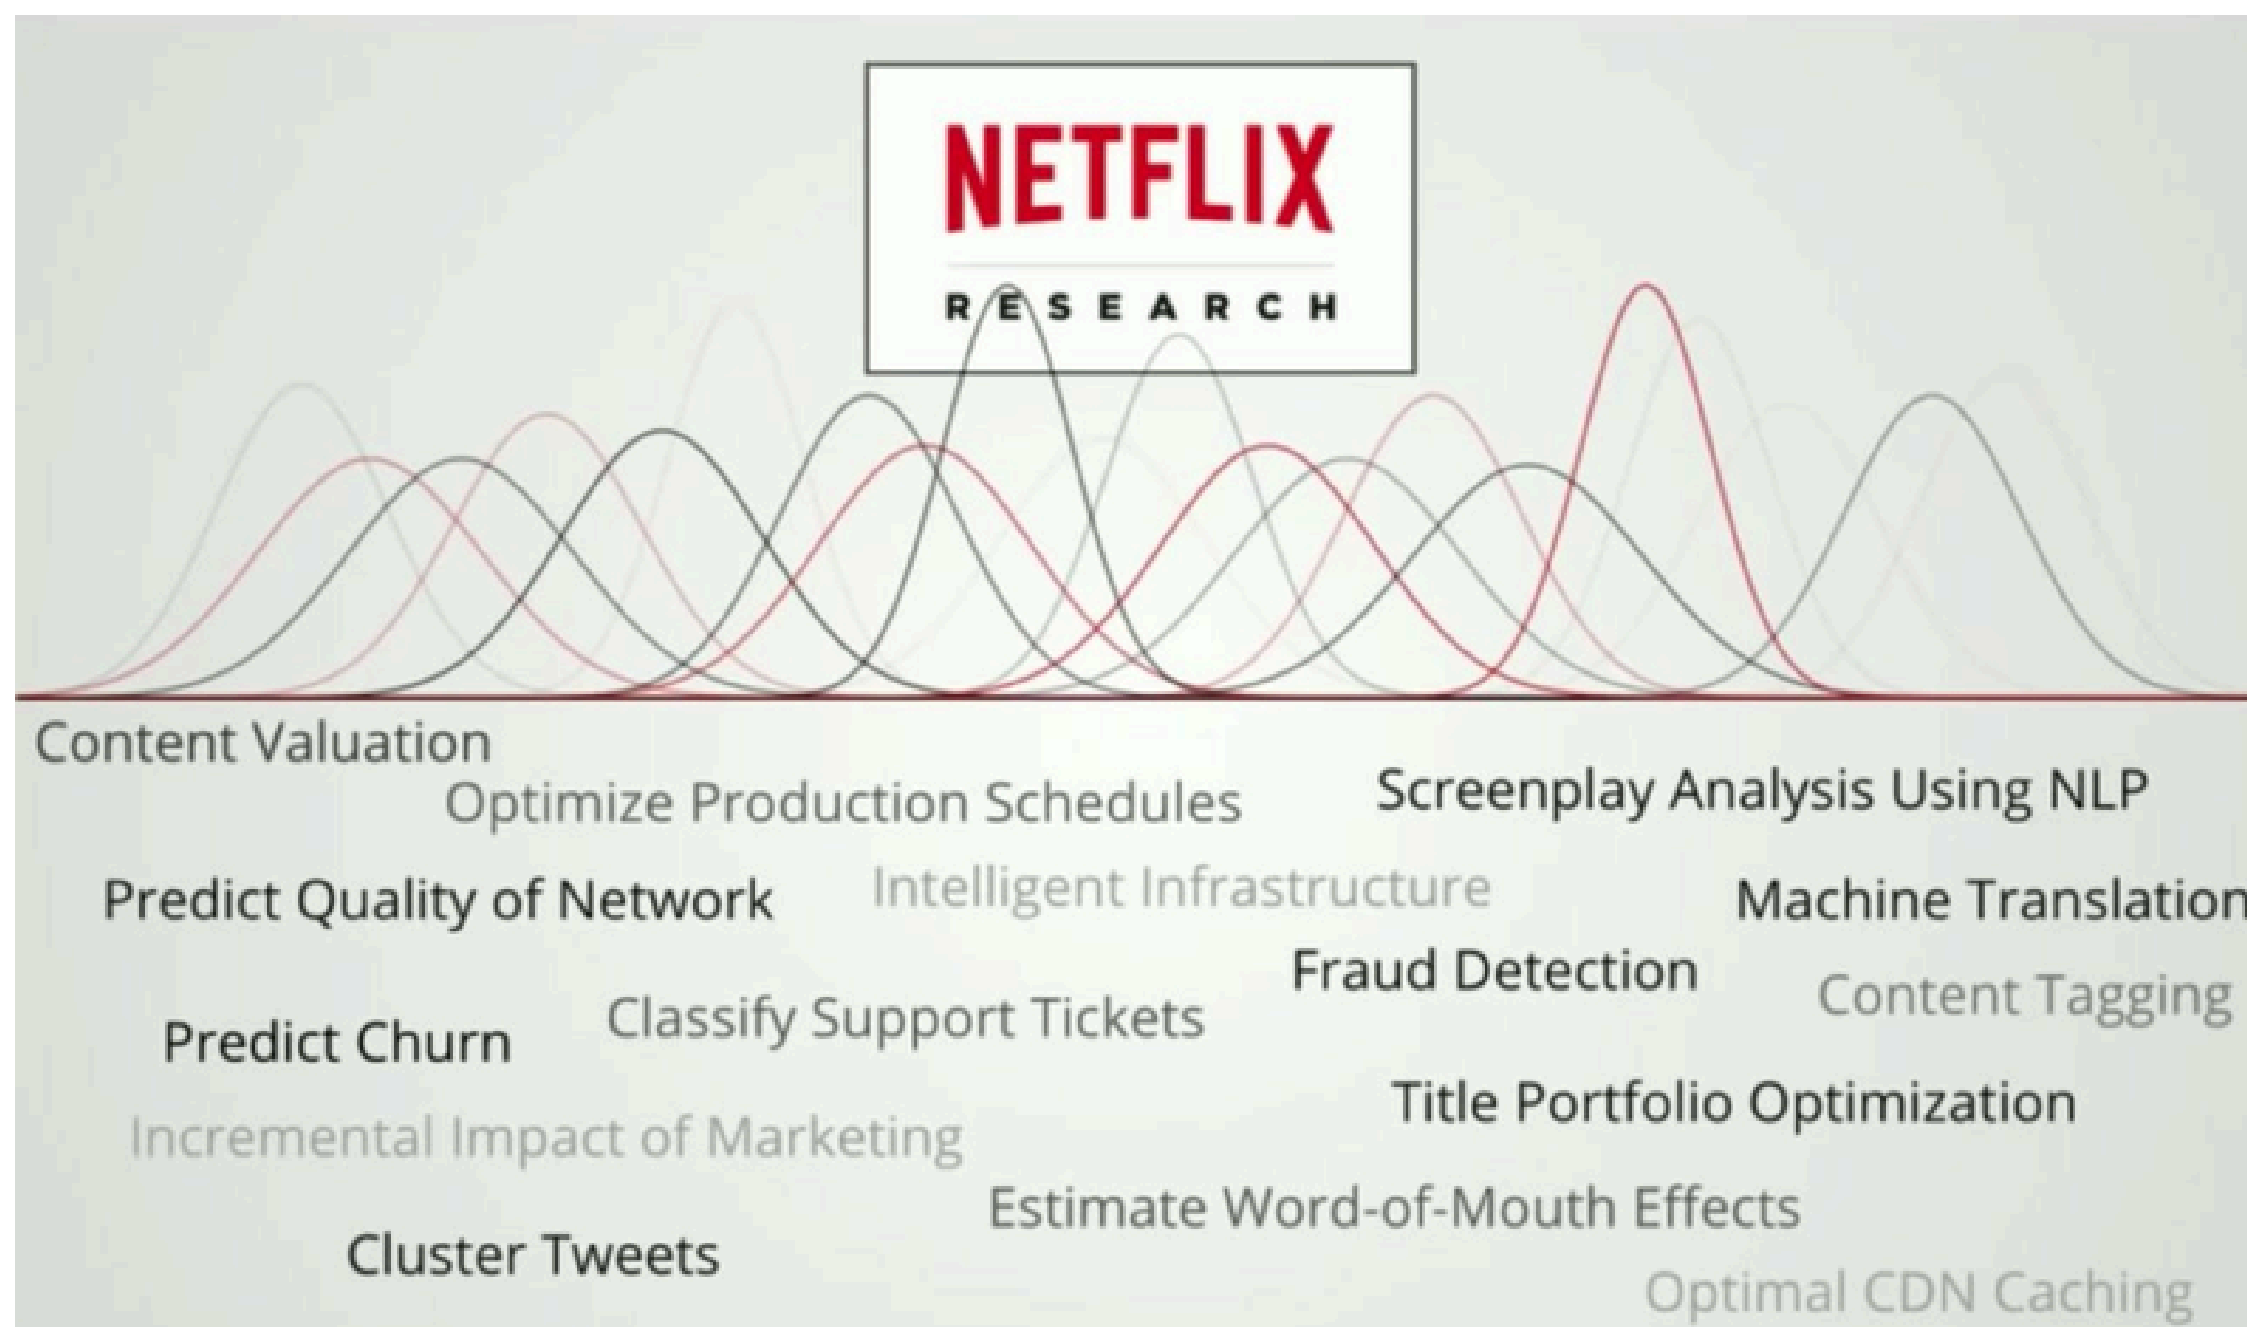 NETFLIX
RESEARCH
Content Valuation
Optimize Production Schedules
Screenplay Analysis Using NLP
Predict Quality of Network
Intelligent Infrastructure
Machine Translation
Fraud Detection
Content Tagging
Predict Churn
Classify Support Tickets
Title Portfolio Optimization
Incremental Impact of Marketing
Estimate Word-of-Mouth Effects
Cluster Tweets
Optimal CDN Caching